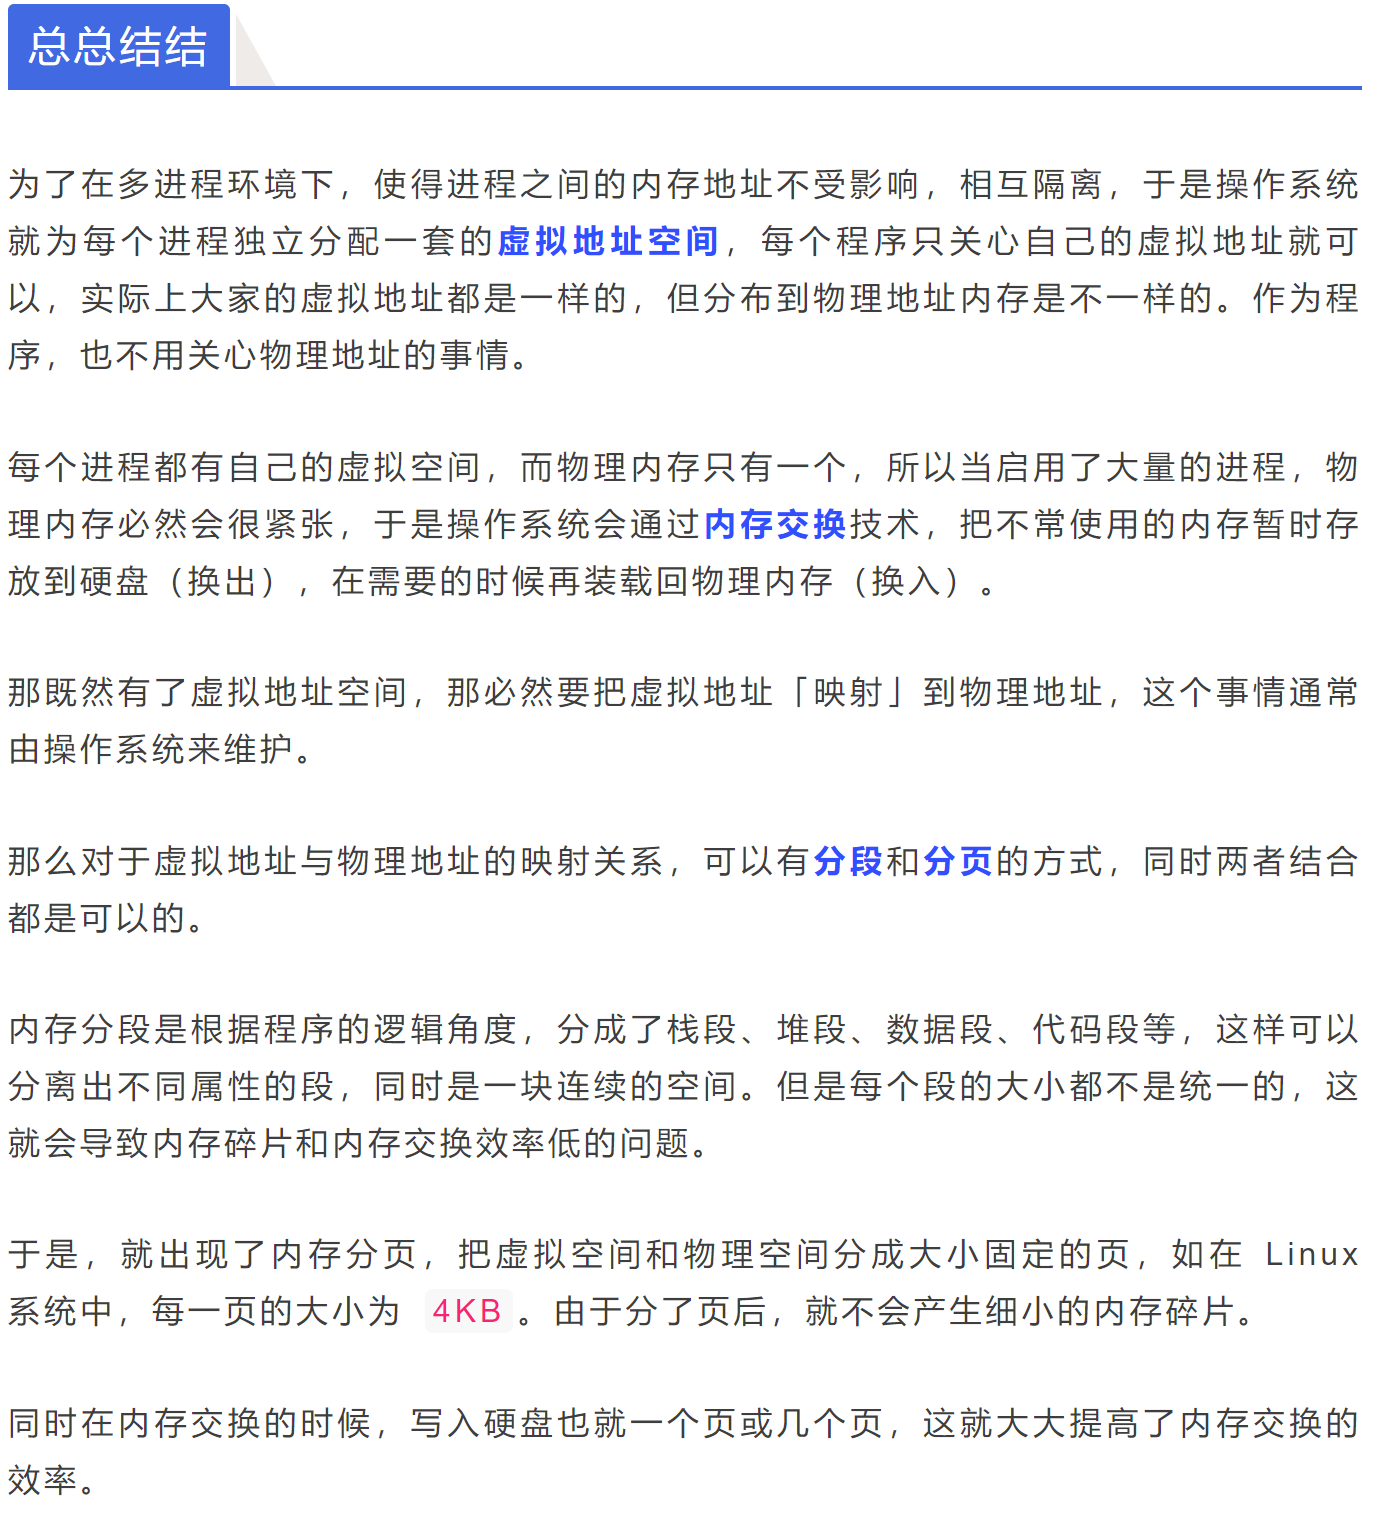 总总结结
为了在多进程环境下，使得进程之间的内存地址不受影响，相互隔离，于是操作系统
就为每个进程独立分配一套的虚拟地址空间，每个程序只关心自己的虚拟地址就可
以，实际上大家的虚拟地址都是一样的，但分布到物理地址内存是不一样的。作为程
序，也不用关心物理地址的事情。
每个进程都有自己的虚拟空间，而物理内存只有一个，所以当启用了大量的进程，物
理内存必然会很紧张，于是操作系统会通过内存交换技术，把不常使用的内存暂时存
放到硬盘（换出），在需要的时候再装载回物理内存（换入）。
那既然有了虚拟地址空间，那必然要把虚拟地址「映射」到物理地址，这个事情通常
由操作系统来维护。
那么对于虚拟地址与物理地址的映射关系，可以有分段和分页的方式，同时两者结合
都是可以的。
内存分段是根据程序的逻辑角度，分成了栈段、堆段、数据段、代码段等，这样可以
分离出不同属性的段，同时是一块连续的空间。但是每个段的大小都不是统一的，这
就会导致内存碎片和内存交换效率低的问题。
于是，就出现了内存分页，把虚拟空间和物理空间分成大小固定的页，如在 Linux
系统中，每一页的大小为 4KB。由于分了页后，就不会产生细小的内存碎片。
同时在内存交换的时候，写入硬盘也就一个页或几个页，这就大大提高了内存交换的
效率。